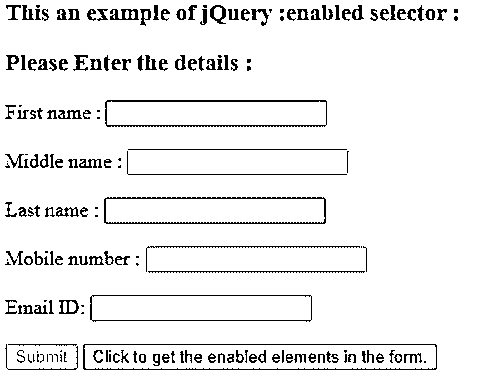 This an example of jQuery :enabled selector :
Please Enter the details :
First name :
Middle name :
Last name :
Mobile number :
Email ID:
Submit Click to get the enabled elements in the form.